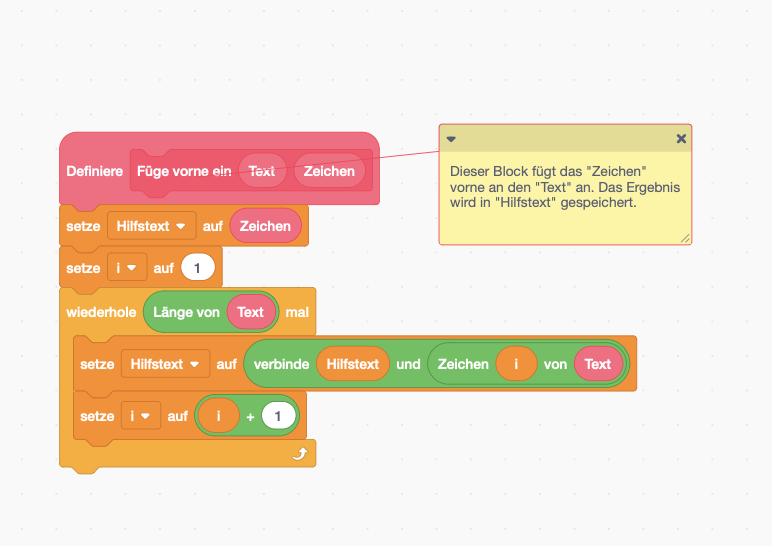 Definiere Füge vorne ein Text Zeichen
Dieser Block fügt das "Zeichen"
vorne an den "Text" an. Das Ergebnis
wird in "Hilfstext" gespeichert.
setze Hilfstext auf Zeichen
setze i auf 1
wiederhole Länge von Text mal
setze Hilfstext auf verbinde Hilfstext und Zeichen i von Text
setze i auf i + 1